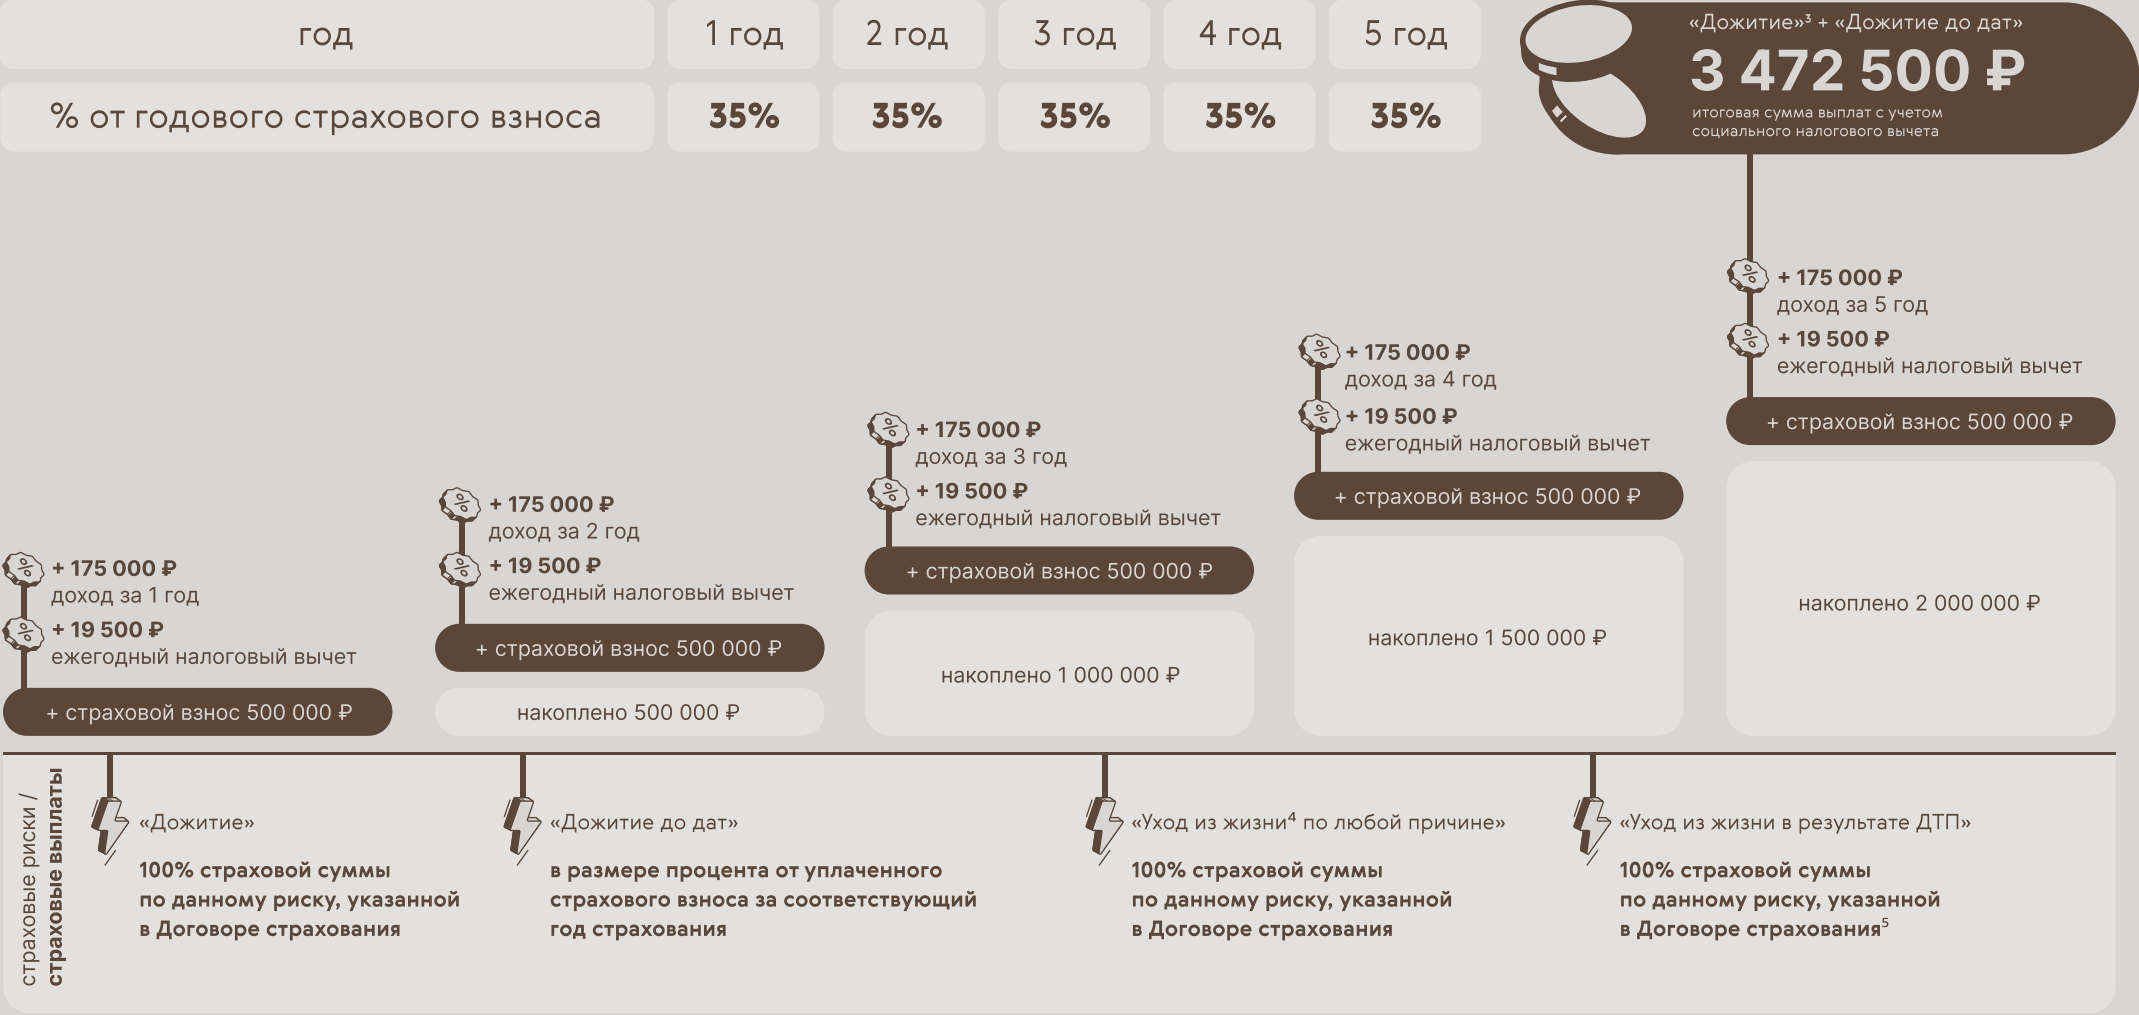 год
1 год
2 год
3 год
4 год
5 год
% от годового страхового взноса
35%
35%
35%
35%
35%
«Дожитие»³ + «Дожитие до дат»
3 472 500 ₽
итоговая сумма выплат с учетом
социального налогового вычета
+ 175 000 ₽
доход за 1 год
+ 19 500 ₽
ежегодный налоговый вычет
+ страховой взнос 500 000 ₽
+ 175 000 ₽
доход за 2 год
+ 19 500 ₽
ежегодный налоговый вычет
+ страховой взнос 500 000 ₽
накоплено 500 000 ₽
+ 175 000 ₽
доход за 3 год
+ 19 500 ₽
ежегодный налоговый вычет
+ страховой взнос 500 000 ₽
накоплено 1 000 000 ₽
+ 175 000 ₽
доход за 4 год
+ 19 500 ₽
ежегодный налоговый вычет
+ страховой взнос 500 000 ₽
накоплено 1 500 000 ₽
+ 175 000 ₽
доход за 5 год
+ 19 500 ₽
ежегодный налоговый вычет
+ страховой взнос 500 000 ₽
накоплено 2 000 000 ₽
страховые риски /
страховые выплаты
«Дожитие»
100% страховой суммы
по данному риску, указанной
в Договоре страхования
«Дожитие до дат»
в размере процента от уплаченного
страхового взноса за соответствующий
год страхования
«Уход из жизни⁴ по любой причине»
100% страховой суммы
по данному риску, указанной
в Договоре страхования
«Уход из жизни в результате ДТП»
100% страховой суммы
по данному риску, указанной
в Договоре страхования⁵